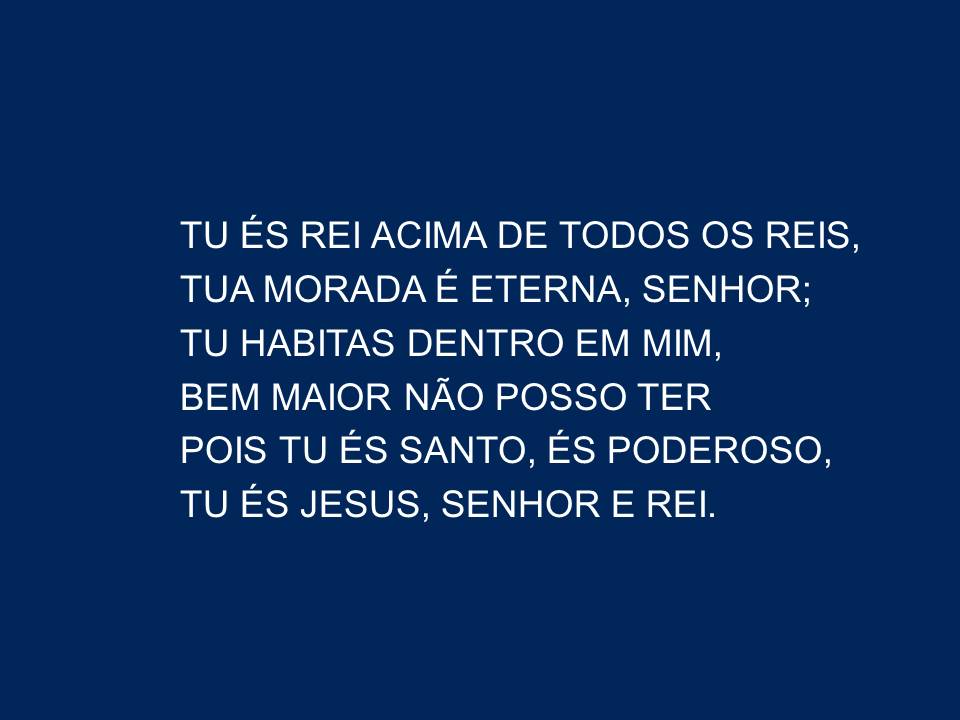 TU ÉS REI ACIMA DE TODOS OS REIS,
TUA MORADA É ETERNA, SENHOR;
TU HABITAS DENTRO EM MIM,
BEM MAIOR NÃO POSSO TER
POIS TU ÉS SANTO, ÉS PODEROSO,
TU ÉS JESUS, SENHOR E REI.